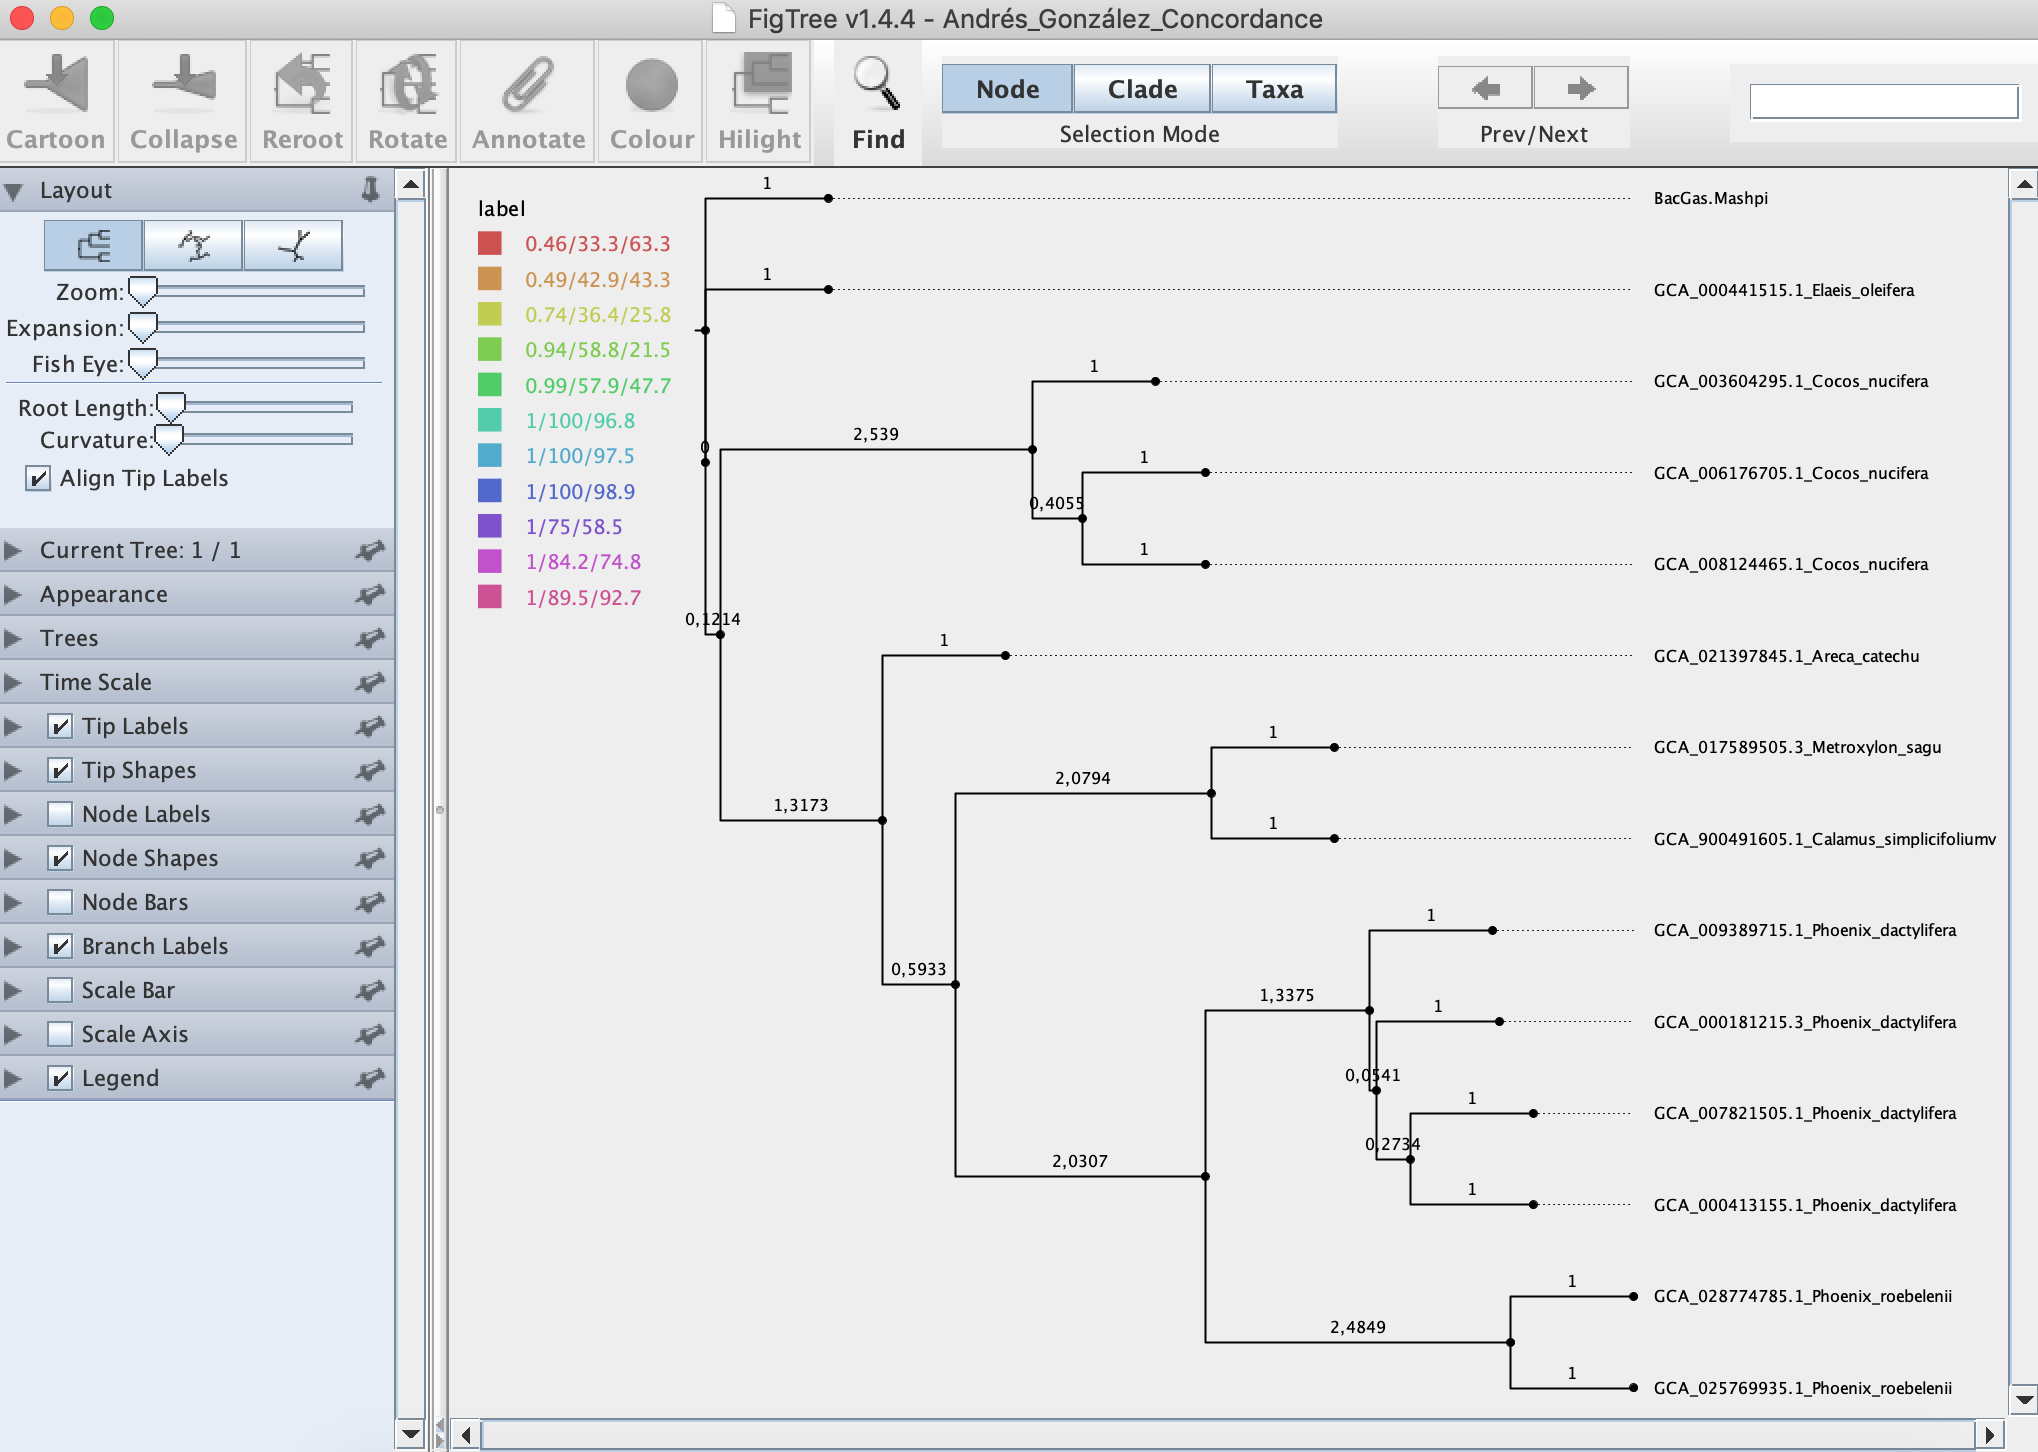 FigTree v1.4.4 - Andrés_González_Concordance
Cartoon
Collapse
Reroot
Rotate
Annotate
Colour
Hilight
Find
Node
Clade
Taxa
Selection Mode
Prev/Next
Layout
Zoom:
Expansion:
Fish Eye:
Root Length:
Curvature:
Align Tip Labels
Current Tree: 1 / 1
Appearance
Trees
Time Scale
Tip Labels
Tip Shapes
Node Labels
Node Shapes
Node Bars
Branch Labels
Scale Bar
Scale Axis
Legend
label
0.46/33.3/63.3
0.49/42.9/43.3
0.74/36.4/25.8
0.94/58.8/21.5
0.99/57.9/47.7
1/100/96.8
1/100/97.5
1/100/98.9
1/75/58.5
1/84.2/74.8
1/89.5/92.7
1
BacGas.Mashpi
1
GCA_000441515.1_Elaeis_oleifera
1
GCA_003604295.1_Cocos_nucifera
2,539
0
1
GCA_006176705.1_Cocos_nucifera
0,4055
1
GCA_008124465.1_Cocos_nucifera
0,1214
1
GCA_021397845.1_Areca_catechu
1
GCA_017589505.3_Metroxylon_sagu
2,0794
1,3173
1
GCA_900491605.1_Calamus_simplicifoliumv
1
GCA_009389715.1_Phoenix_dactylifera
0,5933
1,3375
1
GCA_000181215.3_Phoenix_dactylifera
0,0541
1
GCA_007821505.1_Phoenix_dactylifera
0,2734
2,0307
1
GCA_000413155.1_Phoenix_dactylifera
1
GCA_028774785.1_Phoenix_roebelenii
2,4849
1
GCA_025769935.1_Phoenix_roebelenii